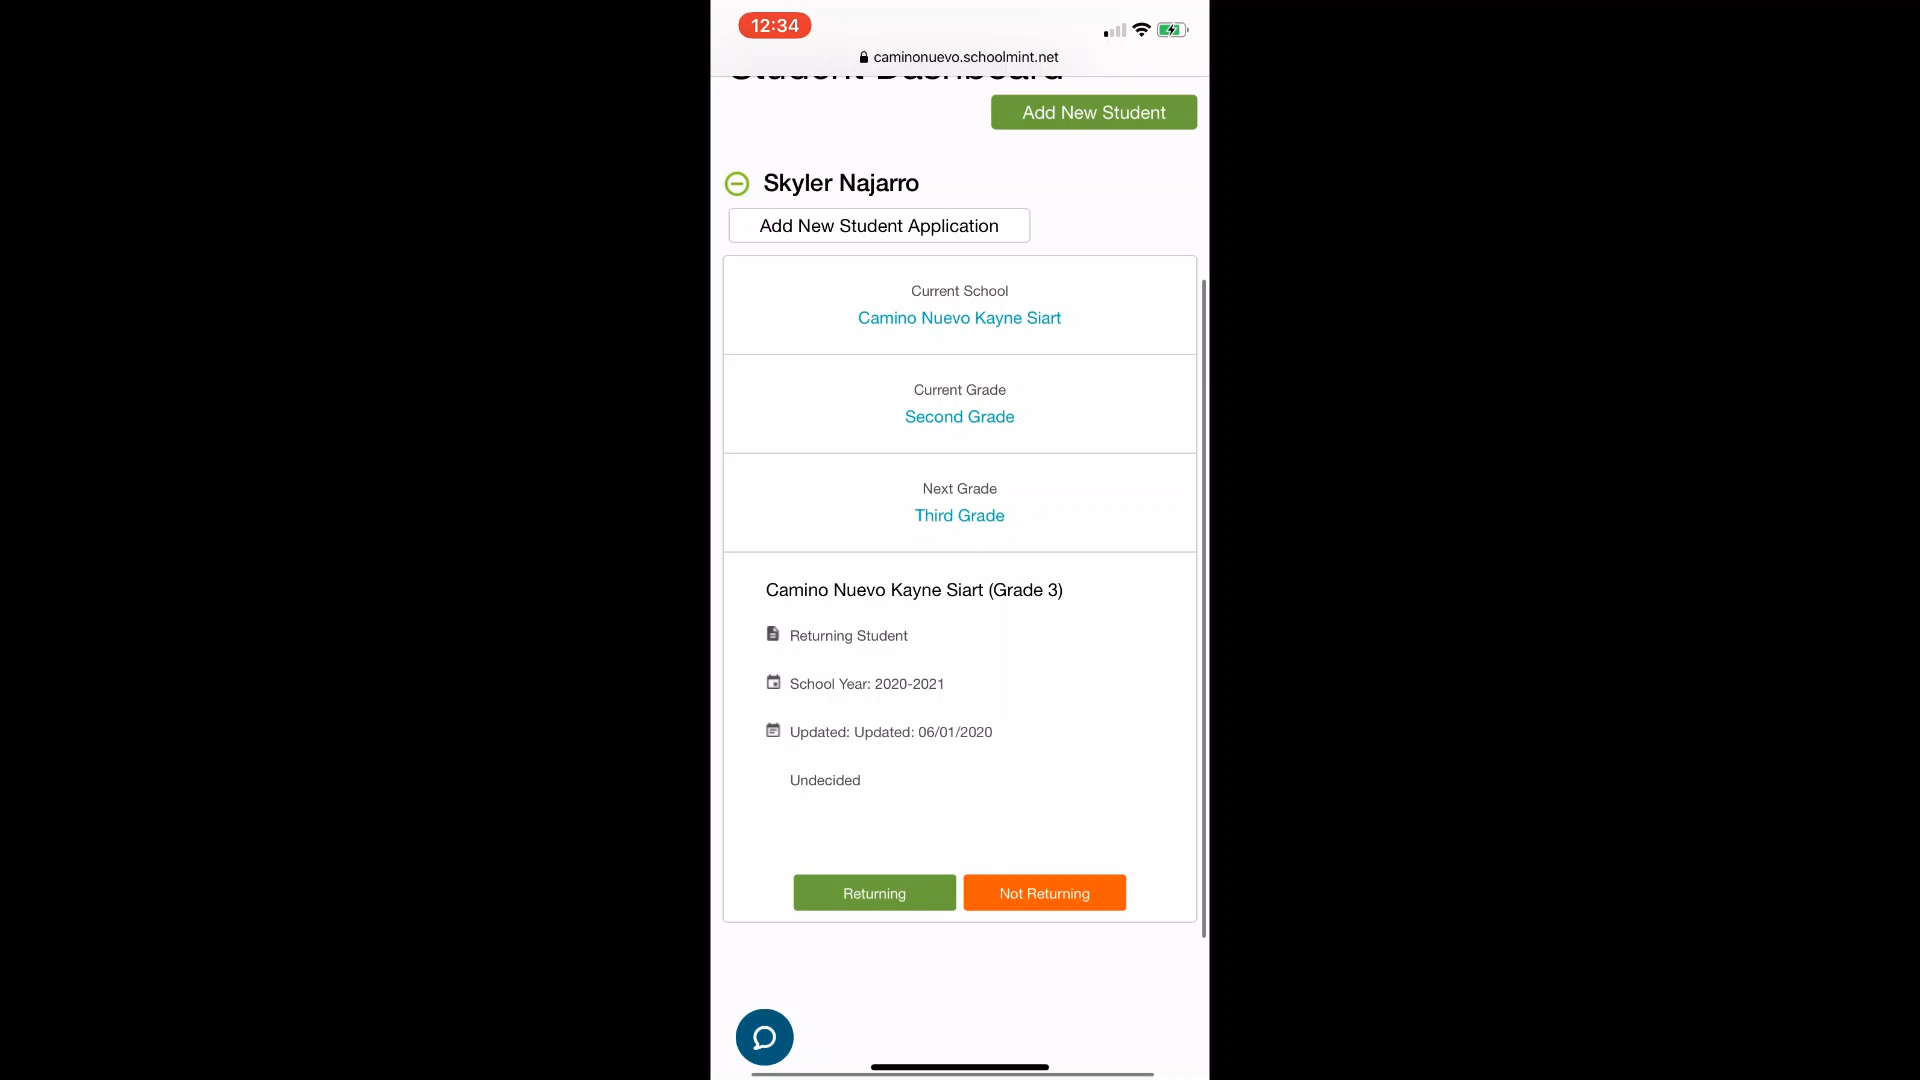 12:34
caminonuevo.schoolmint.net
Student Dashboard
Add New Student
Skyler Najarro
Add New Student Application
Current School
Camino Nuevo Kayne Siart
Current Grade
Second Grade
Next Grade
Third Grade
Camino Nuevo Kayne Siart (Grade 3)
Returning Student
School Year: 2020-2021
Updated: Updated: 06/01/2020
Undecided
Returning
Not Returning